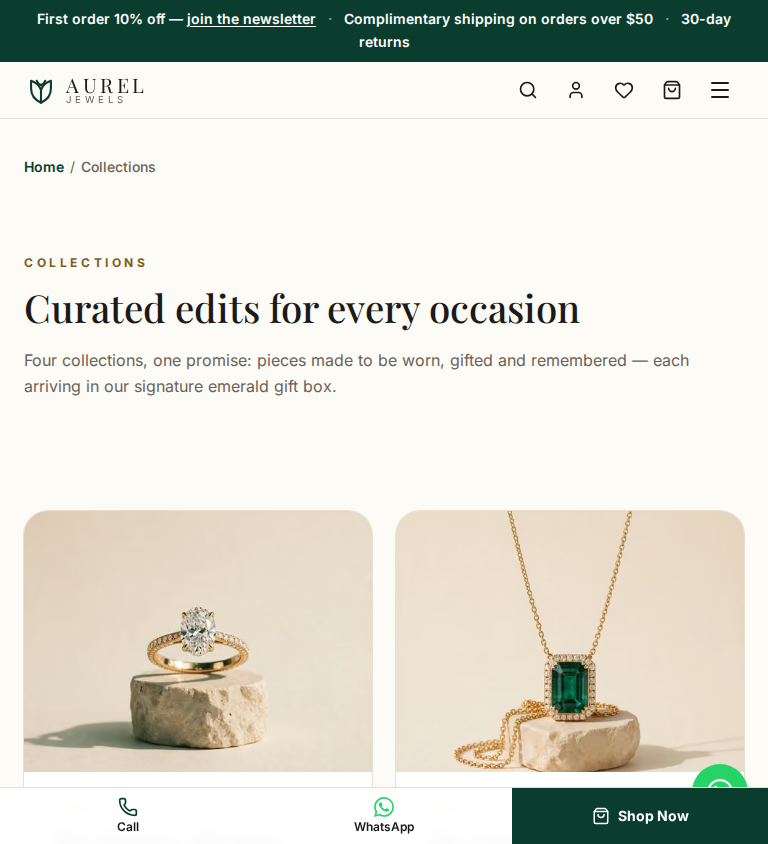 First order 10% off — join the newsletter · Complimentary shipping on orders over $50 · 30-day
returns
AUREL
JEWELS
Home / Collections
COLLECTIONS
Curated edits for every occasion
Four collections, one promise: pieces made to be worn, gifted and remembered — each
arriving in our signature emerald gift box.
Call
WhatsApp
Shop Now